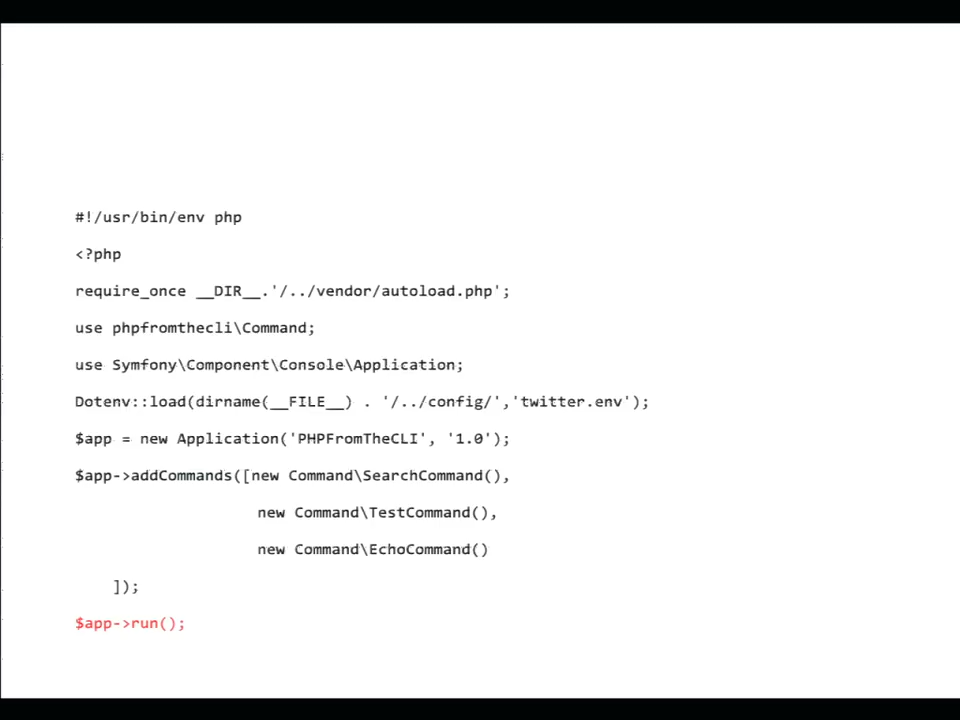 #!/usr/bin/env php
<?php
require_once __DIR__.'/../vendor/autoload.php';
use phpfromthecli\Command;
use Symfony\Component\Console\Application;
Dotenv::load(dirname(__FILE__) . '/../config/','twitter.env');
$app = new Application('PHPFromTheCLI', '1.0');
$app->addCommands([new Command\SearchCommand(),
new Command\TestCommand(),
new Command\EchoCommand()
]);
$app->run();